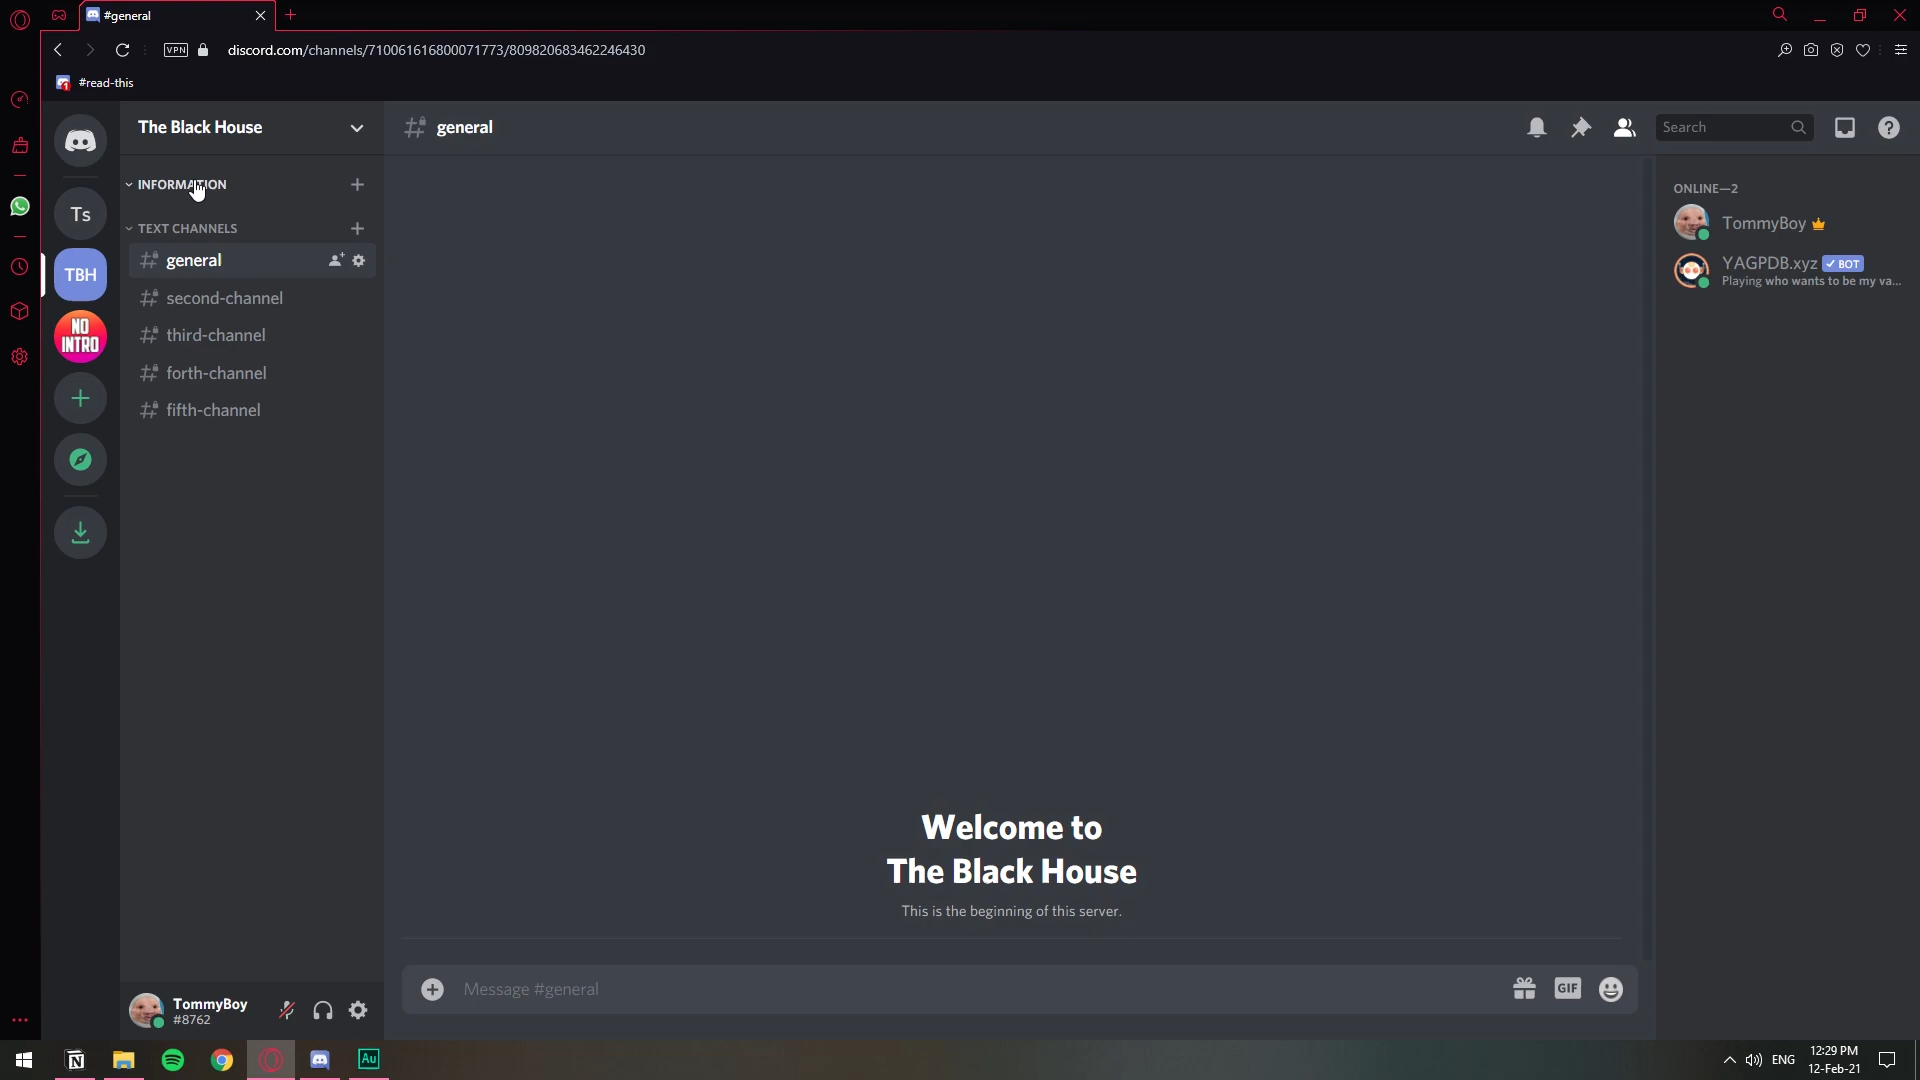 #general
VPN
discord.com/channels/710061616800071773/809820683462246430
1
#read-this
The Black House
general
Search
INFORMATION
ONLINE—2
Ts
TEXT CHANNELS
TommyBoy
general
YAGPDB.xyz ✓ BOT
Playing who wants to be my va...
TBH
second-channel
NO
INTRO
third-channel
forth-channel
fifth-channel
Welcome to
The Black House
This is the beginning of this server.
Message #general
GIF
TommyBoy
#8762
Au
ENG
12:29 PM
12-Feb-21